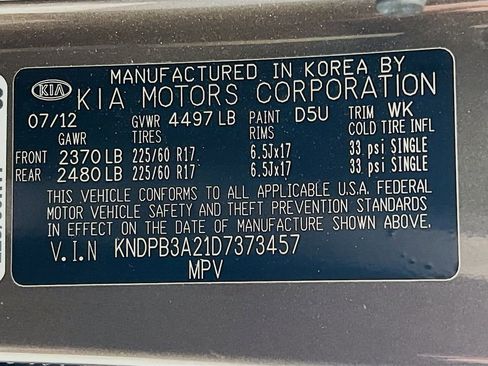 MANUFACTURED IN KOREA BY
KIA KIA MOTORS CORPORATION
07/12 GVWR 4497 LB PAINT D5U TRIM WK
GAWR TIRES RIMS COLD TIRE INFL
FRONT 2370 LB 225/60 R17 6.5Jx17 33 psi SINGLE
REAR 2480 LB 225/60 R17 6.5Jx17 33 psi SINGLE
THIS VEHICLE CONFORMS TO ALL APPLICABLE U.S.A. FEDERAL
MOTOR VEHICLE SAFETY AND THEFT PREVENTION STANDARDS
IN EFFECT ON THE DATE OF MANUFACTURE SHOWN ABOVE.
V.I.N KNDPB3A21D7373457
MPV